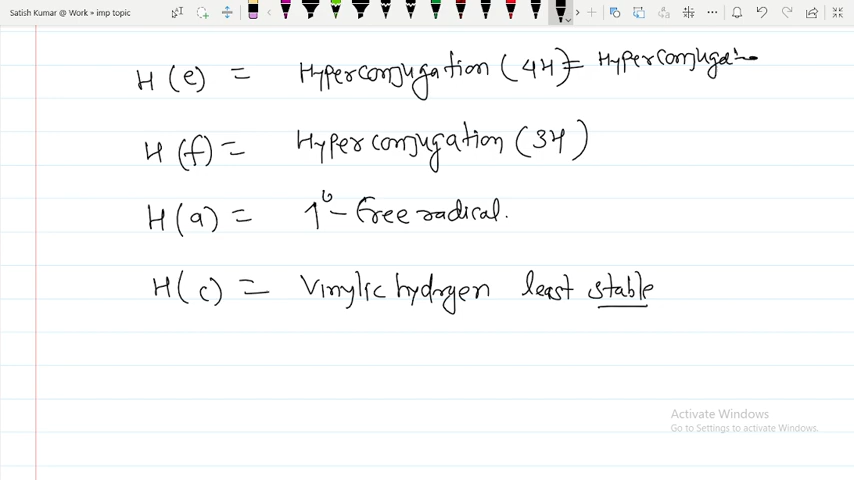 Satish Kumar @ Work » imp topic
H(e) = Hyperconjugation (4H) = Hyperconjugatio
H(f) = Hyperconjugation (3H)
H(a) = 1° - free radical.
H(c) = Vinylic hydrogen least stable
Activate Windows
Go to Settings to activate Windows.